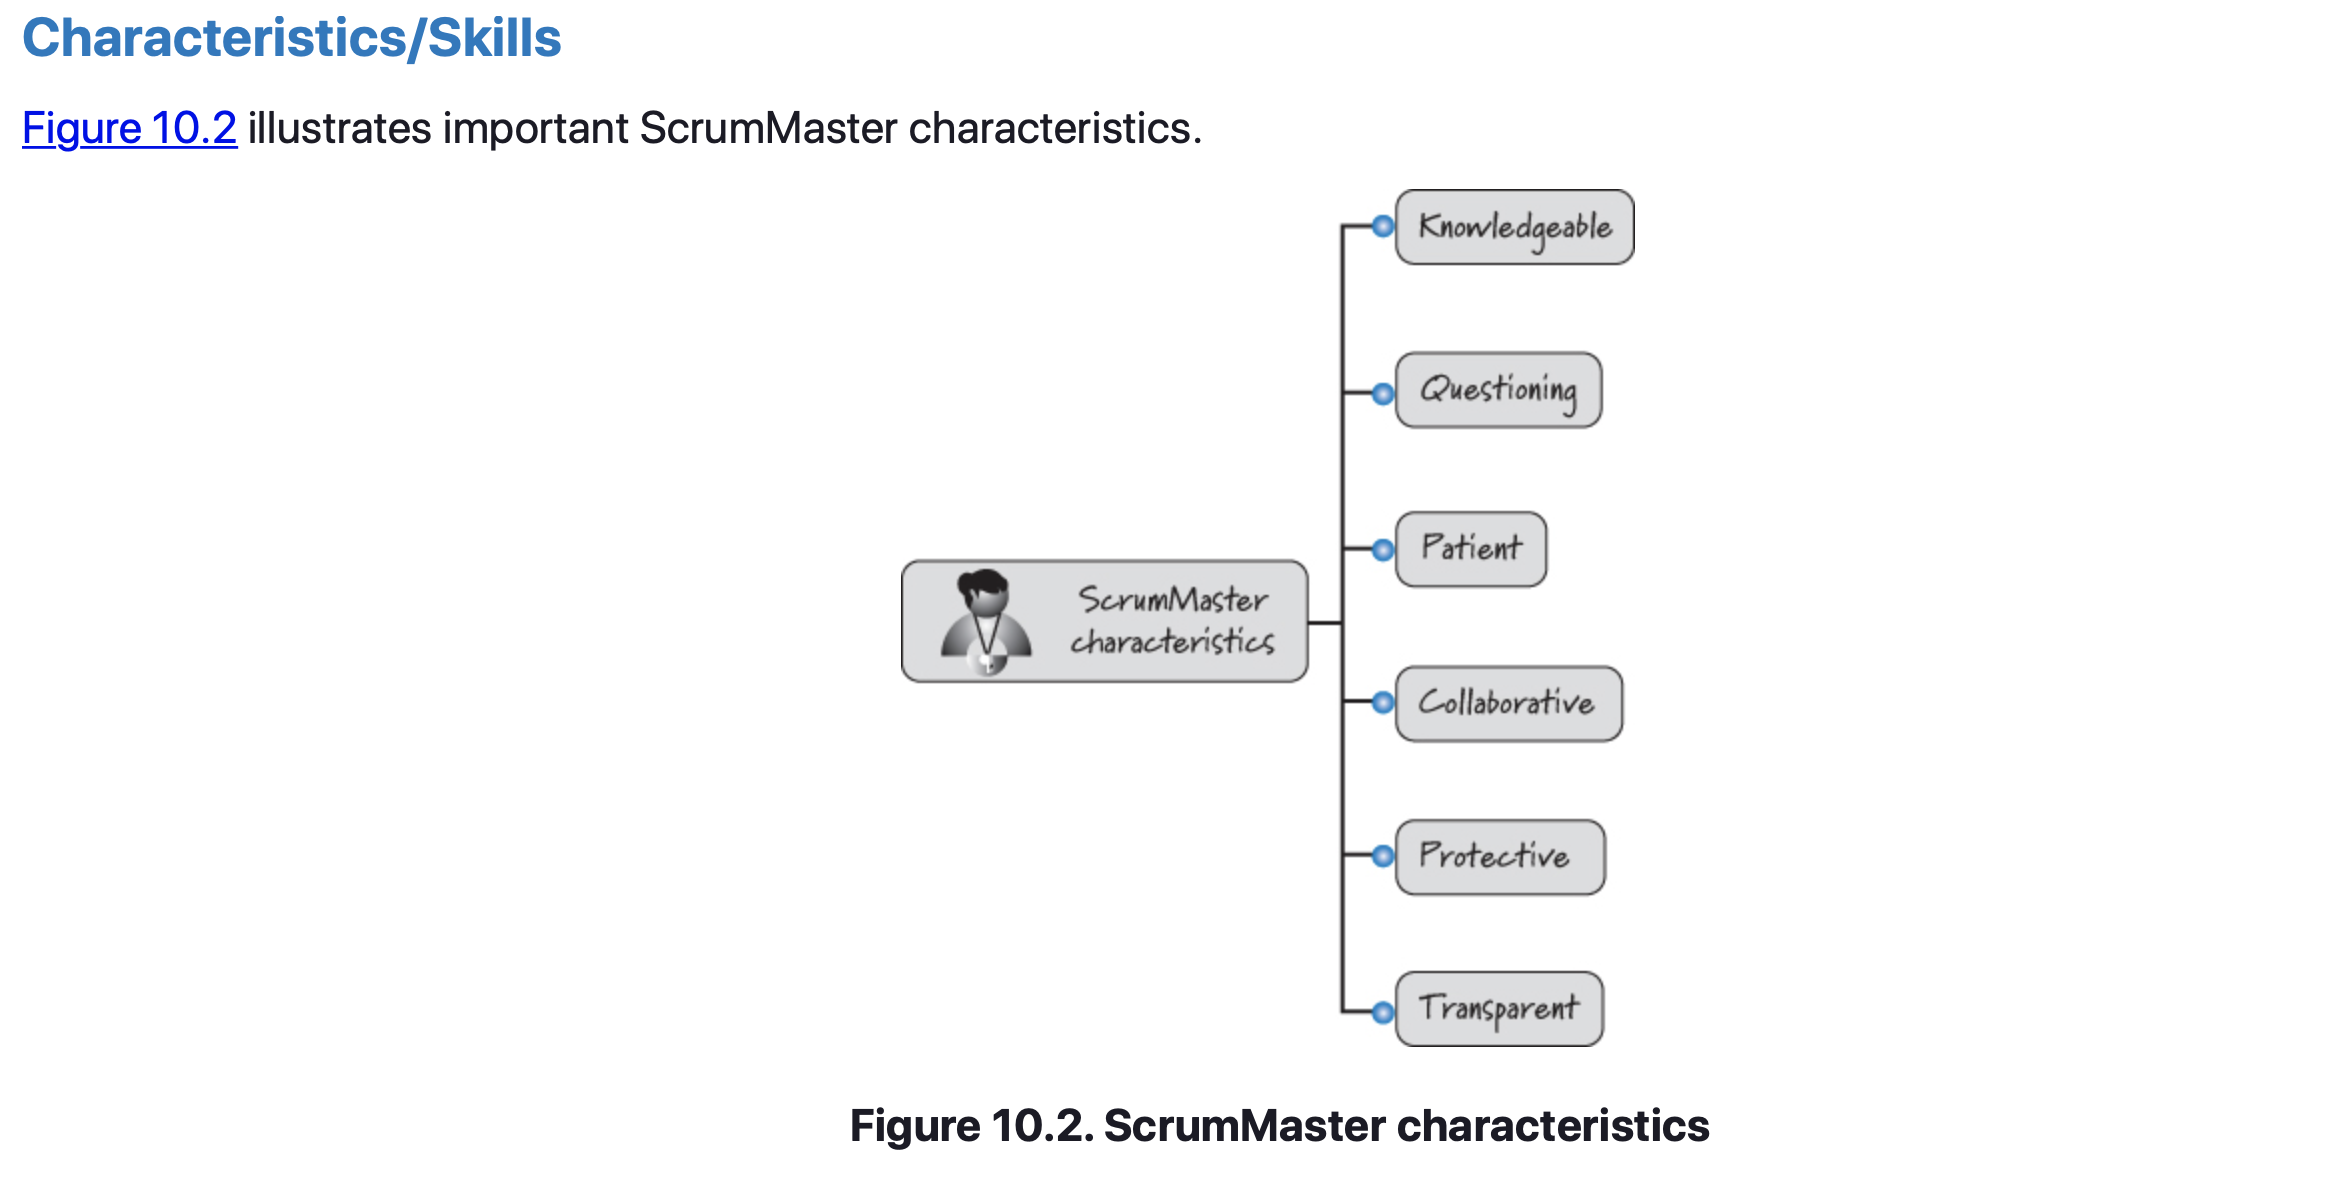 Characteristics/Skills
Figure 10.2 illustrates important ScrumMaster characteristics.
Knowledgeable
Questioning
Patient
ScrumMaster
characteristics
Collaborative
Protective
Transparent
Figure 10.2. ScrumMaster characteristics